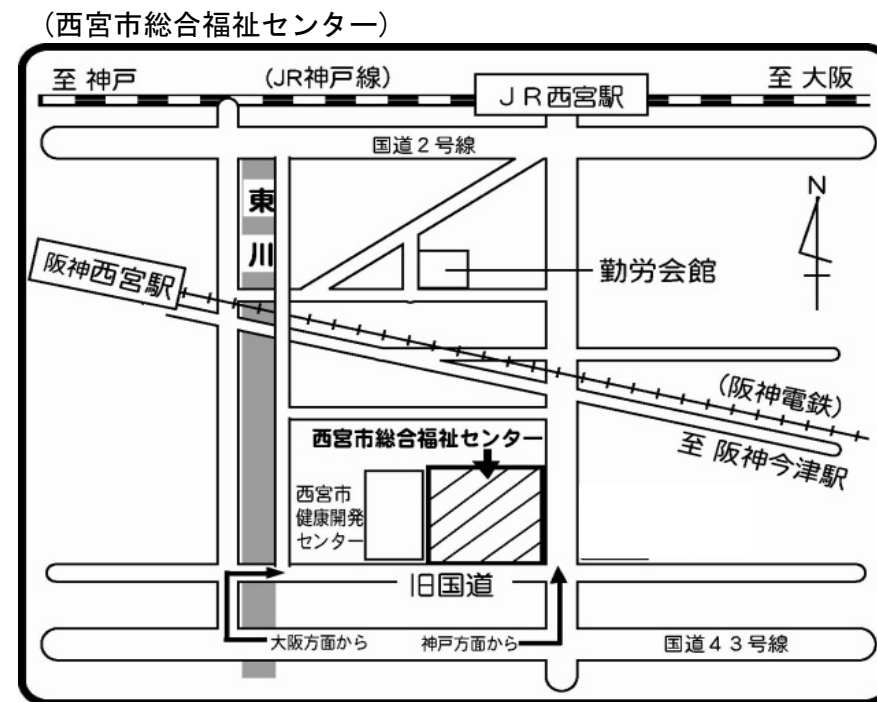 (西宮市総合福祉センター)
至 神戸
(JR神戸線)
JR西宮駅
至 大阪
国道2号線
東
川
N
阪神西宮駅
勤労会館
(阪神電鉄)
至 阪神今津駅
西宮市総合福祉センター
西宮市
健康開発
センター
旧国道
大阪方面から
神戸方面から
国道43号線